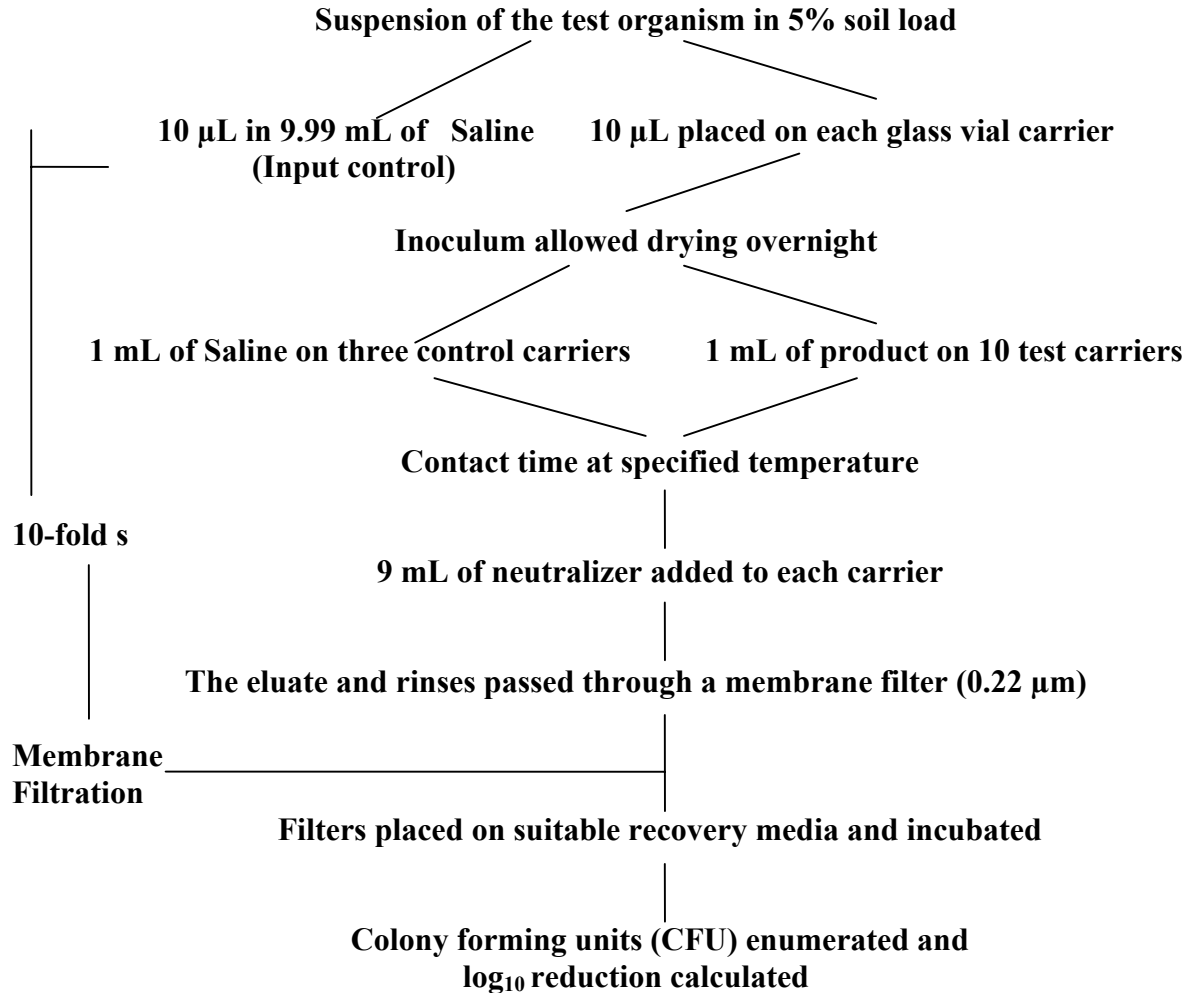 Suspension of the test organism in 5% soil load
10 µL in 9.99 mL of Saline
(Input control)
10 µL placed on each glass vial carrier
Inoculum allowed drying overnight
1 mL of Saline on three control carriers
1 mL of product on 10 test carriers
Contact time at specified temperature
10-fold s
9 mL of neutralizer added to each carrier
The eluate and rinses passed through a membrane filter (0.22 µm)
Membrane
Filtration
Filters placed on suitable recovery media and incubated
Colony forming units (CFU) enumerated and
log₁₀ reduction calculated